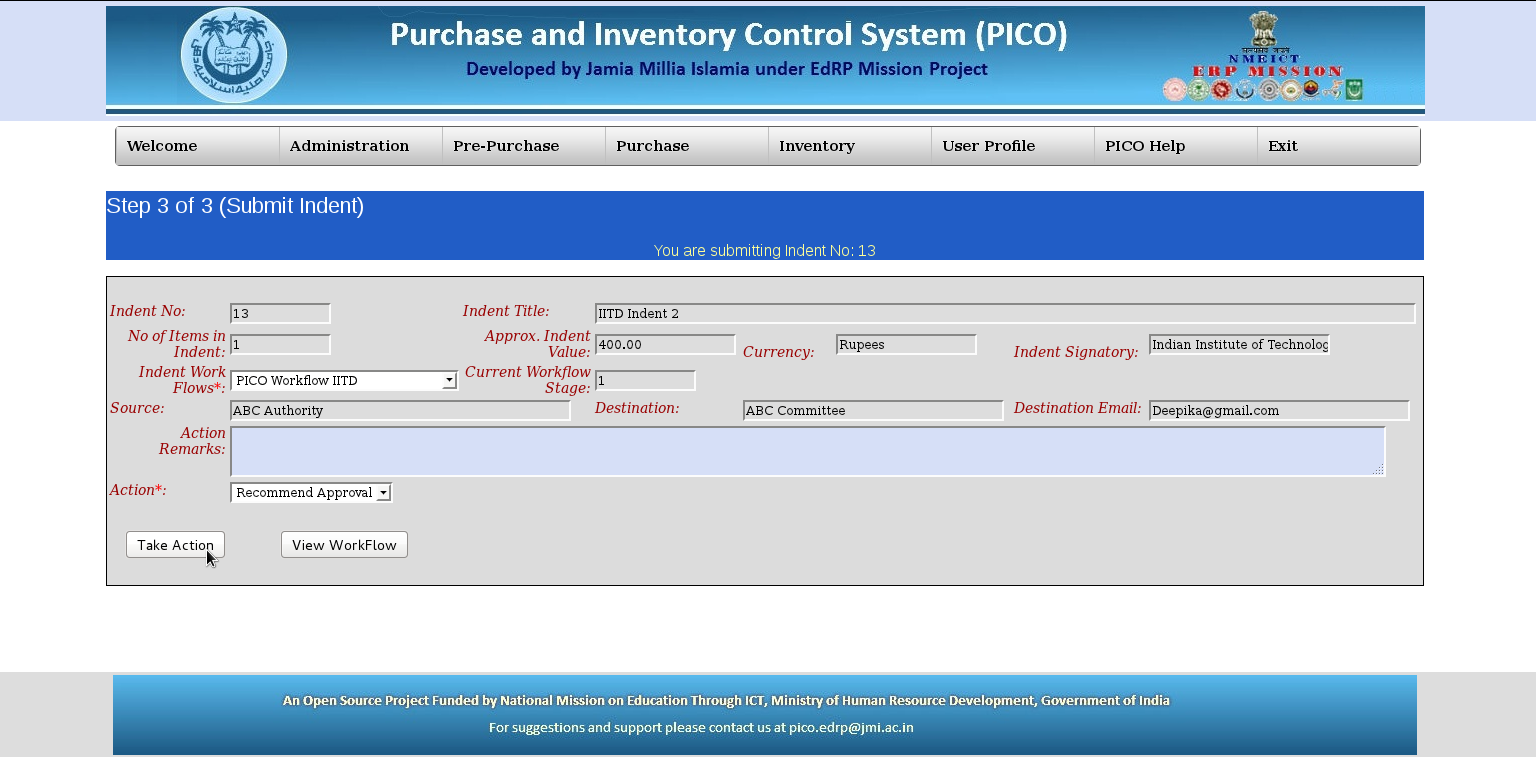 Purchase and Inventory Control System (PICO)
Developed by Jamia Millia Islamia under EdRP Mission Project
NMEICT
ERP MISSION
Welcome Administration Pre-Purchase Purchase Inventory User Profile PICO Help Exit
Step 3 of 3 (Submit Indent)
You are submitting Indent No: 13
Indent No: 13 Indent Title: IITD Indent 2
No of Items in Indent: 1 Approx. Indent Value: 400.00 Currency: Rupees Indent Signatory: Indian Institute of Technolog
Indent Work Flows*: PICO Workflow IITD Current Workflow Stage: 1
Source: ABC Authority Destination: ABC Committee Destination Email: Deepika@gmail.com
Action Remarks:
Action*: Recommend Approval
Take Action View WorkFlow
An Open Source Project Funded by National Mission on Education Through ICT, Ministry of Human Resource Development, Government of India
For suggestions and support please contact us at pico.edrp@jmi.ac.in